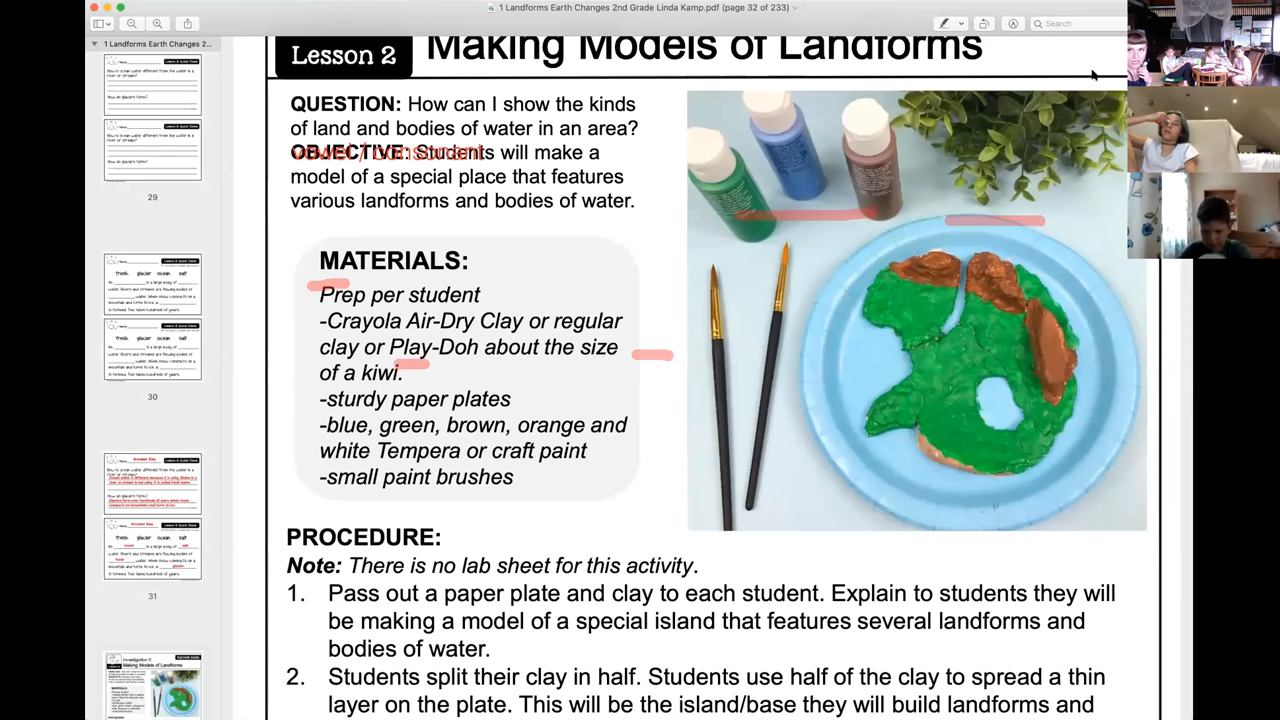 1 Landforms Earth Changes 2nd Grade Linda Kamp.pdf (page 32 of 233)
Search
1 Landforms Earth Changes 2...
29
30
31
Lesson 2
Making Models of Landforms
QUESTION: How can I show the kinds
of land and bodies of water in an area?
OBJECTIVE: Students will make a
vower / consonant
model of a special place that features
various landforms and bodies of water.
MATERIALS:
Prep per student
-Crayola Air-Dry Clay or regular
clay or Play-Doh about the size
of a kiwi.
-sturdy paper plates
-blue, green, brown, orange and
white Tempera or craft paint
-small paint brushes
PROCEDURE:
Note: There is no lab sheet for this activity.
1. Pass out a paper plate and clay to each student. Explain to students they will
be making a model of a special island that features several landforms and
bodies of water.
2. Students split their clay in half. Students use half of the clay to spread a thin
layer on the plate. This will be the island/base they will build landforms and